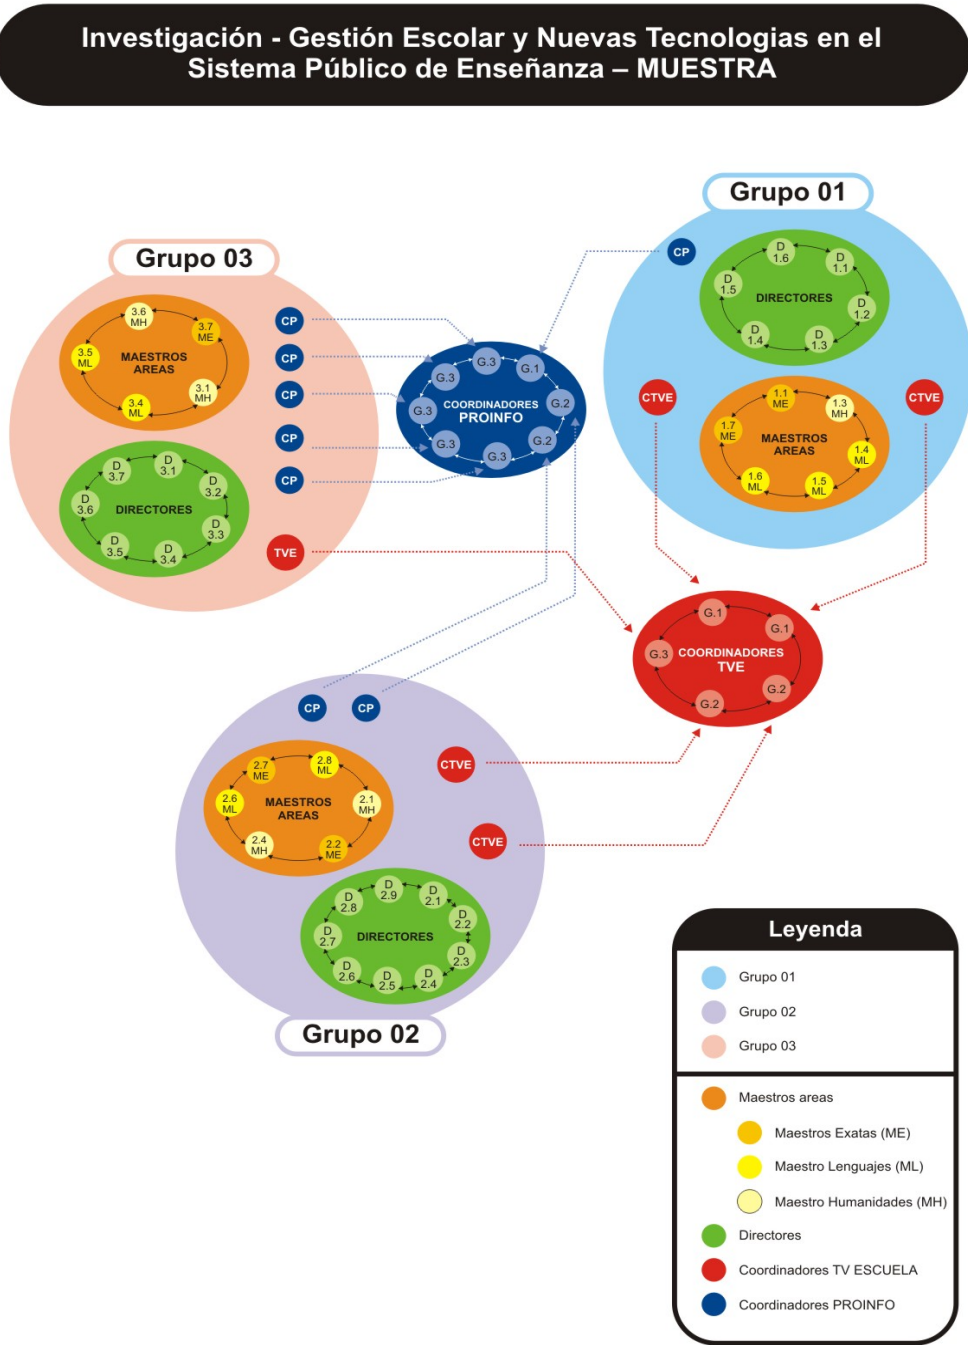 Investigación - Gestión Escolar y Nuevas Tecnologias en el
Sistema Público de Enseñanza – MUESTRA
Grupo 01
CP
D
1.6
D
1.1
D
1.5
DIRECTORES
D
1.2
D
1.4
D
1.3
CTVE
CTVE
1.1
ME
1.3
MH
1.7
ME
MAESTROS
AREAS
1.4
ML
1.6
ML
1.5
ML
Grupo 03
3.6
MH
3.7
ME
3.5
ML
MAESTROS
AREAS
3.1
MH
3.4
ML
CP
CP
CP
CP
CP
D
3.7
D
3.1
D
3.2
D
3.6
DIRECTORES
D
3.3
D
3.5
D
3.4
TVE
G.3
G.1
G.3
G.2
COORDINADORES
PROINFO
G.3
G.3
G.2
G.3
G.1
G.1
G.3
COORDINADORES
TVE
G.2
G.2
CP
CP
CTVE
CTVE
2.7
ME
2.8
ML
2.6
ML
MAESTROS
AREAS
2.1
MH
2.4
MH
2.2
ME
D
2.9
D
2.1
D
2.8
D
2.2
D
2.7
DIRECTORES
D
2.3
D
2.6
D
2.5
D
2.4
Grupo 02
Leyenda
Grupo 01
Grupo 02
Grupo 03
Maestros areas
Maestros Exatas (ME)
Maestro Lenguajes (ML)
Maestro Humanidades (MH)
Directores
Coordinadores TV ESCUELA
Coordinadores PROINFO